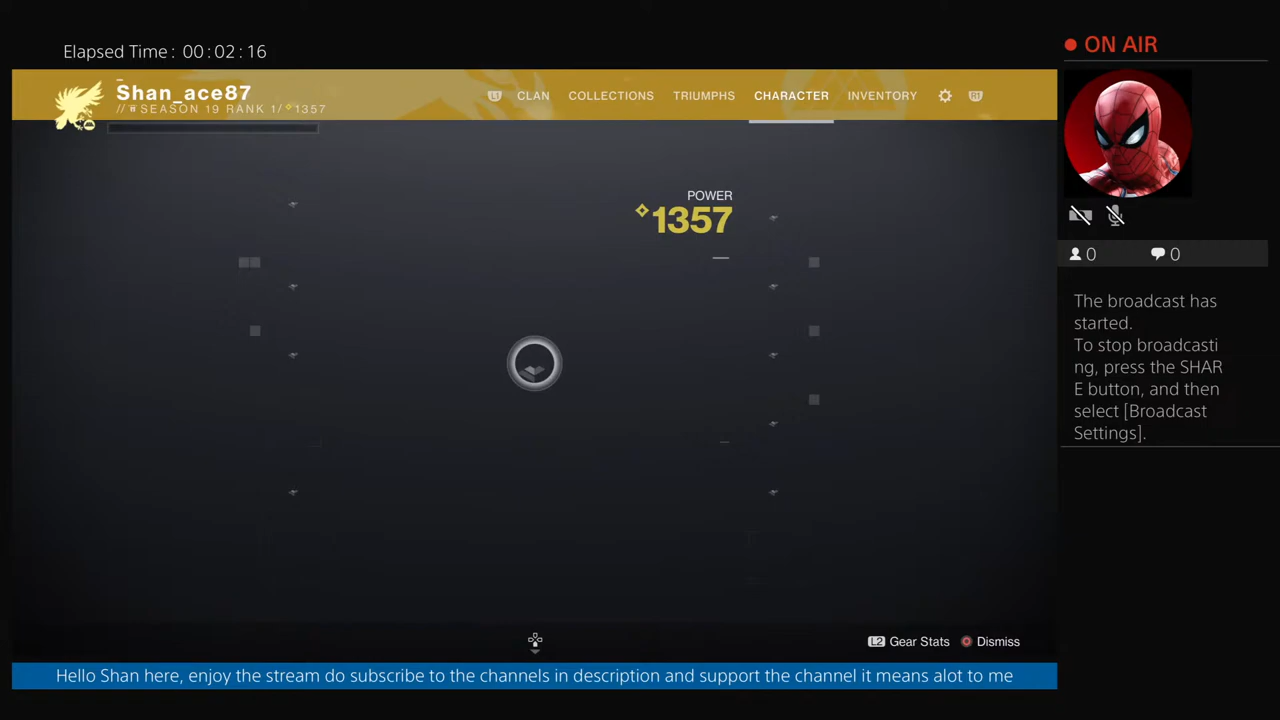 Elapsed Time : 00:02:16
ON AIR
Shan_ace87
// SEASON 19 RANK 1/ 1357
L1 CLAN COLLECTIONS TRIUMPHS CHARACTER INVENTORY R1
POWER
1357
0 0
The broadcast has
started.
To stop broadcasti
ng, press the SHAR
E button, and then
select [Broadcast
Settings].
L2 Gear Stats Dismiss
Hello Shan here, enjoy the stream do subscribe to the channels in description and support the channel it means alot to me